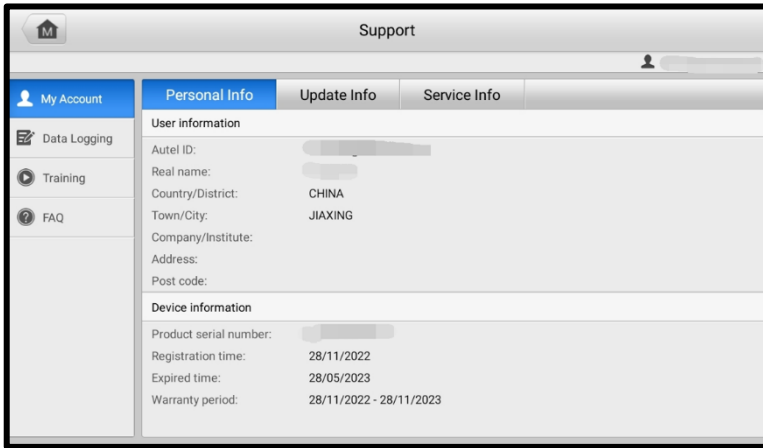 M
Support
My Account
Data Logging
Training
FAQ
Personal Info Update Info Service Info
User information
Autel ID:
Real name:
Country/District: CHINA
Town/City: JIAXING
Company/Institute:
Address:
Post code:
Device information
Product serial number:
Registration time: 28/11/2022
Expired time: 28/05/2023
Warranty period: 28/11/2022 - 28/11/2023